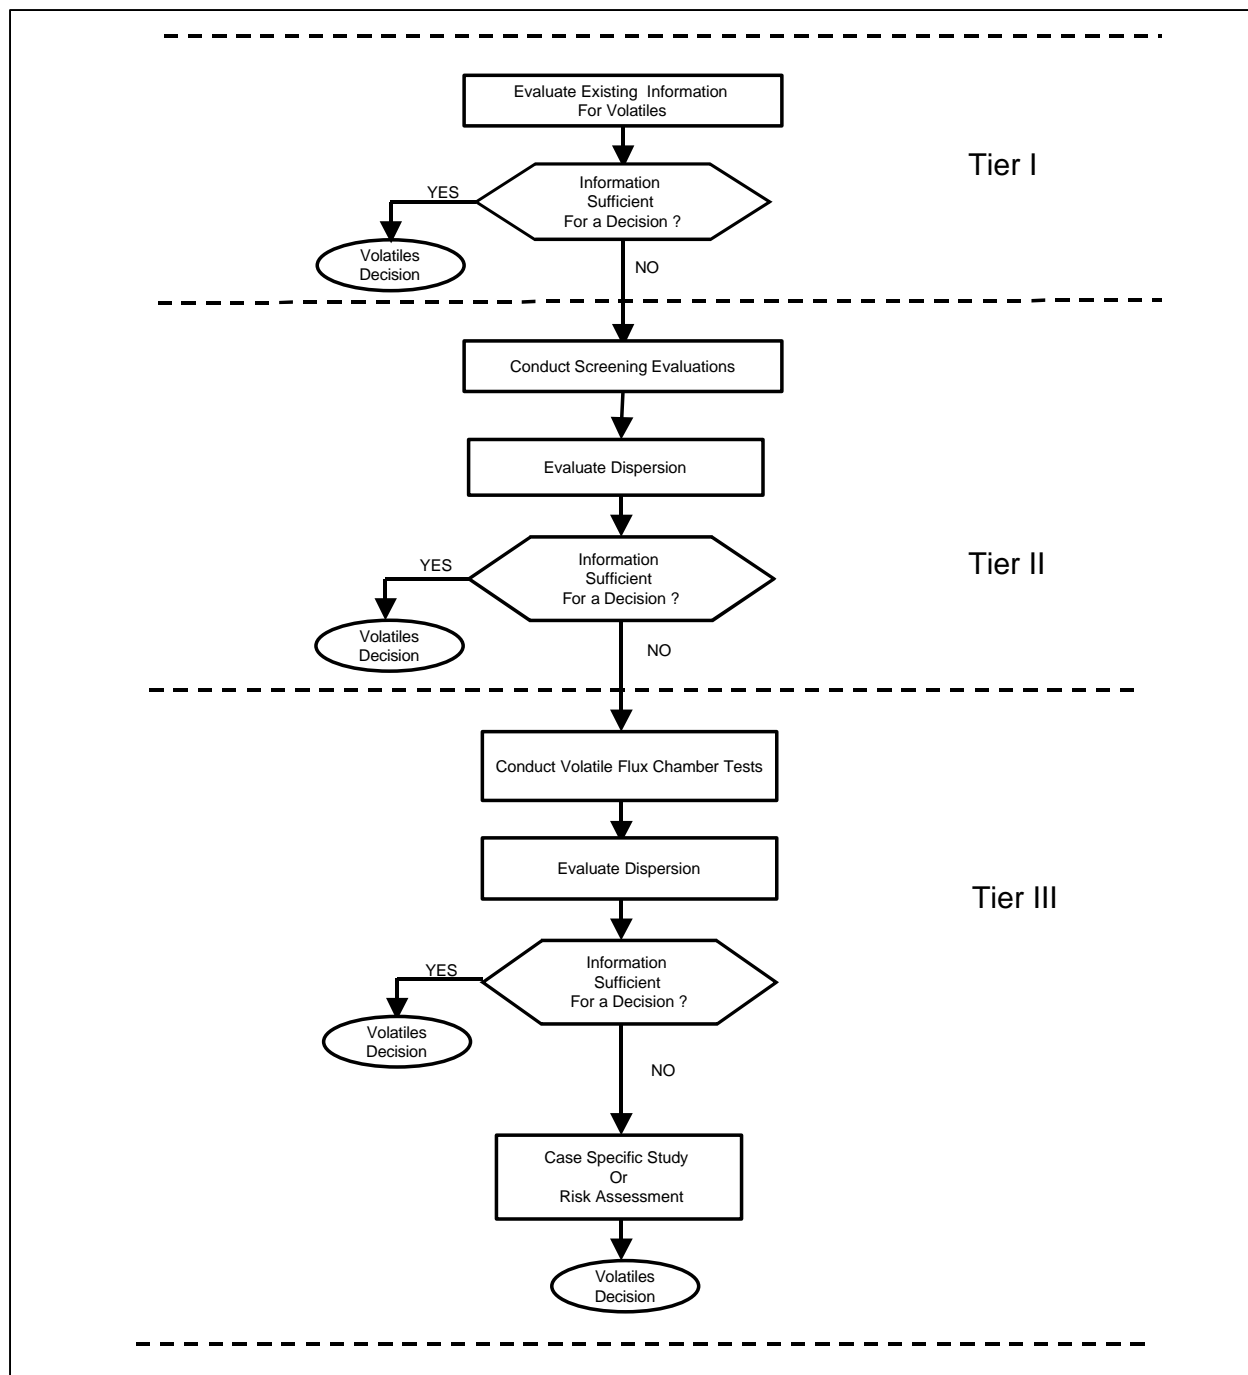 Evaluate Existing Information
For Volatiles
Tier I
Information
Sufficient
For a Decision ?
YES
Volatiles
Decision
NO
Conduct Screening Evaluations
Evaluate Dispersion
Tier II
Information
Sufficient
For a Decision ?
YES
Volatiles
Decision
NO
Conduct Volatile Flux Chamber Tests
Evaluate Dispersion
Tier III
Information
Sufficient
For a Decision ?
YES
Volatiles
Decision
NO
Case Specific Study
Or
Risk Assessment
Volatiles
Decision